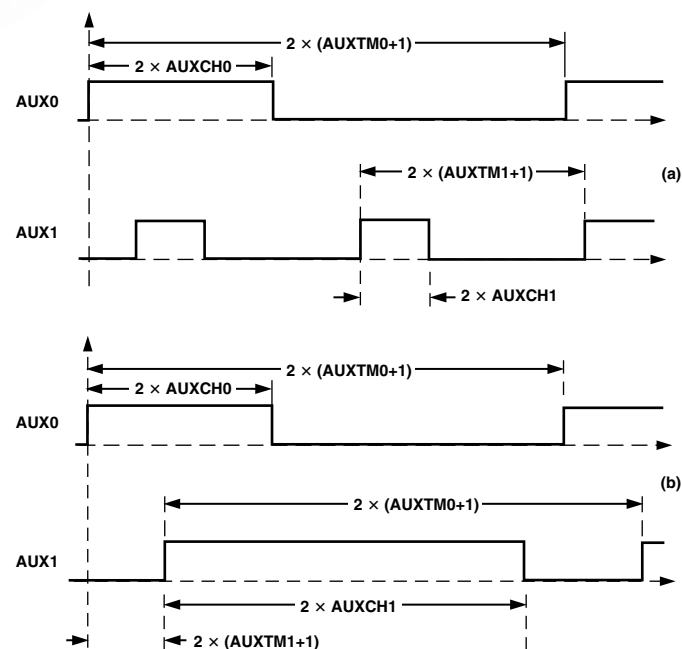 2 × (AUXTM0+1)
2 × AUXCH0
AUX0
2 × (AUXTM1+1)
(a)
AUX1
2 × AUXCH1
2 × (AUXTM0+1)
2 × AUXCH0
AUX0
(b)
2 × (AUXTM0+1)
AUX1
2 × AUXCH1
2 × (AUXTM1+1)